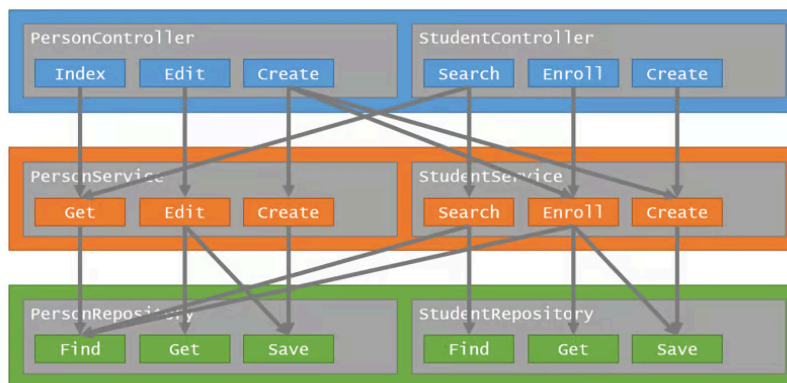 PersonController
StudentController
Index Edit Create
Search Enroll Create
PersonService
StudentService
Get Edit Create
Search Enroll Create
PersonRepository
StudentRepository
Find Get Save
Find Get Save